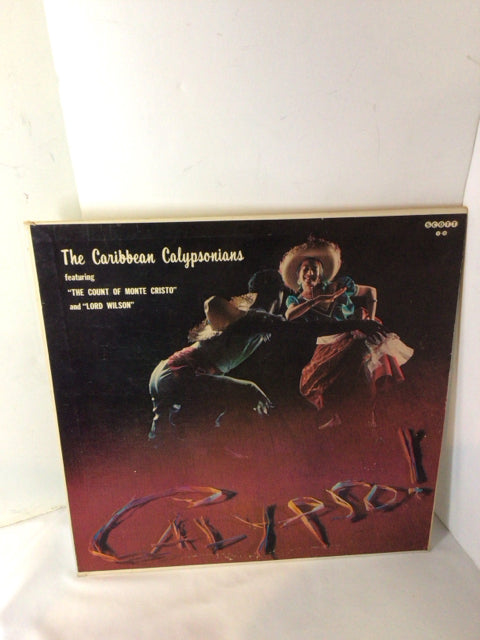 The Caribbean Calypsonians
featuring
"THE COUNT OF MONTE CRISTO"
and "LORD WILSON"
SCOTT
CALYPSO!